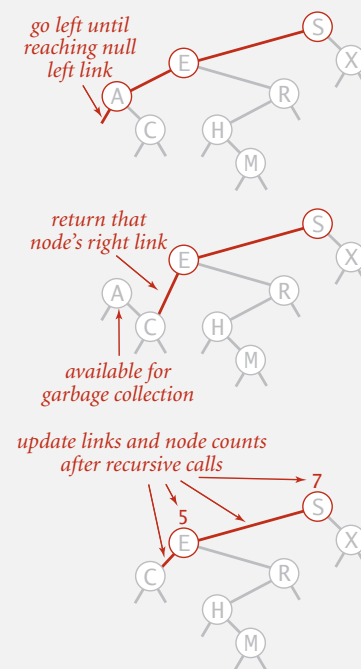 go left until
reaching null
left link
S
E
X
A
R
C
H
M
return that
node's right link
S
E
X
A
R
C
H
M
available for
garbage collection
update links and node counts
after recursive calls
7
5
S
E
X
C
R
H
M